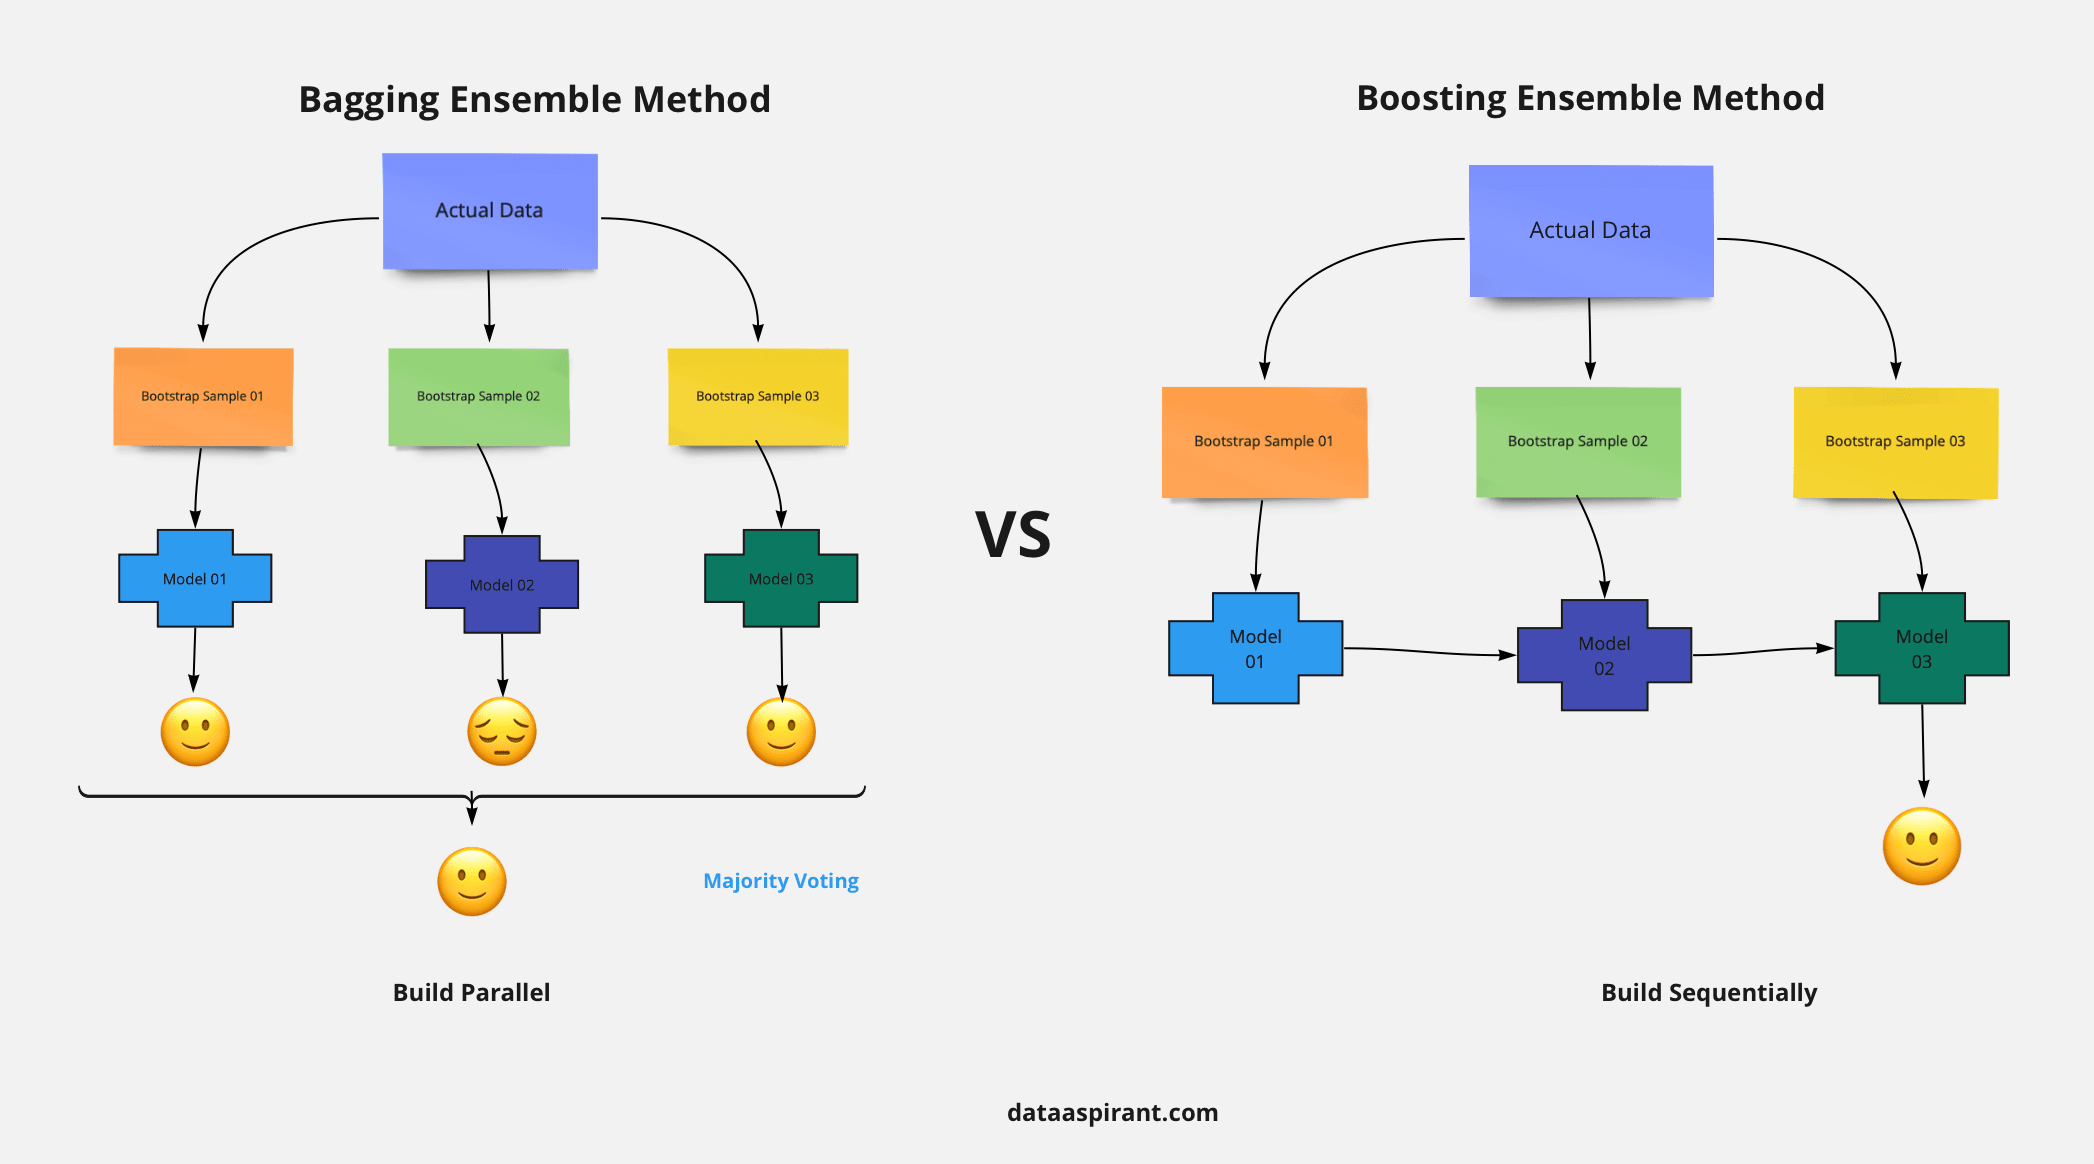 Bagging Ensemble Method
Actual Data
Bootstrap Sample 01
Bootstrap Sample 02
Bootstrap Sample 03
Model 01
Model 02
Model 03
Majority Voting
Build Parallel
VS
Boosting Ensemble Method
Actual Data
Bootstrap Sample 01
Bootstrap Sample 02
Bootstrap Sample 03
Model
01
Model
02
Model
03
Build Sequentially
dataaspirant.com